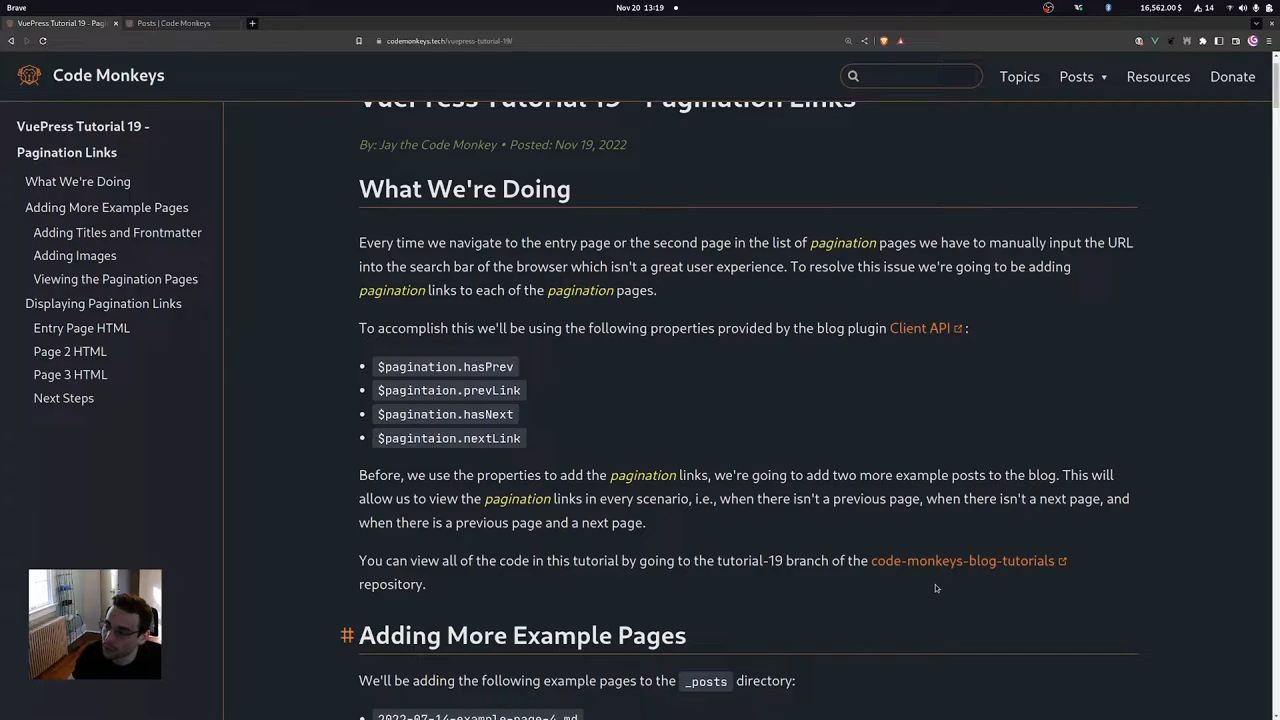 Brave
Nov 20 13:19
16,562.00 $
14
VuePress Tutorial 19 - Pagi
Posts | Code Monkeys
codemonkeys.tech/vuepress-tutorial-19/
Code Monkeys
Topics
Posts
Resources
Donate
VuePress Tutorial 19 -
Pagination Links
What We're Doing
Adding More Example Pages
Adding Titles and Frontmatter
Adding Images
Viewing the Pagination Pages
Displaying Pagination Links
Entry Page HTML
Page 2 HTML
Page 3 HTML
Next Steps
VuePress Tutorial 19 - Pagination Links
By: Jay the Code Monkey • Posted: Nov 19, 2022
What We're Doing
Every time we navigate to the entry page or the second page in the list of pagination pages we have to manually input the URL
into the search bar of the browser which isn't a great user experience. To resolve this issue we're going to be adding
pagination links to each of the pagination pages.
To accomplish this we'll be using the following properties provided by the blog plugin Client API :
• $pagination.hasPrev
• $pagintaion.prevLink
• $pagination.hasNext
• $pagintaion.nextLink
Before, we use the properties to add the pagination links, we're going to add two more example posts to the blog. This will
allow us to view the pagination links in every scenario, i.e., when there isn't a previous page, when there isn't a next page, and
when there is a previous page and a next page.
You can view all of the code in this tutorial by going to the tutorial-19 branch of the code-monkeys-blog-tutorials
repository.
# Adding More Example Pages
We'll be adding the following example pages to the _posts directory:
• 2022-07-14-example-page-4.md